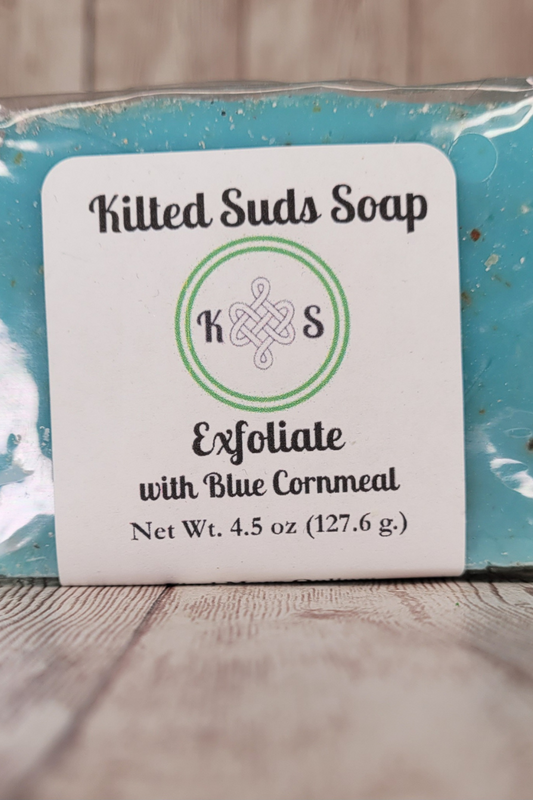 Kilted Suds Soap
K S
Exfoliate
with Blue Cornmeal
Net Wt. 4.5 oz (127.6 g.)